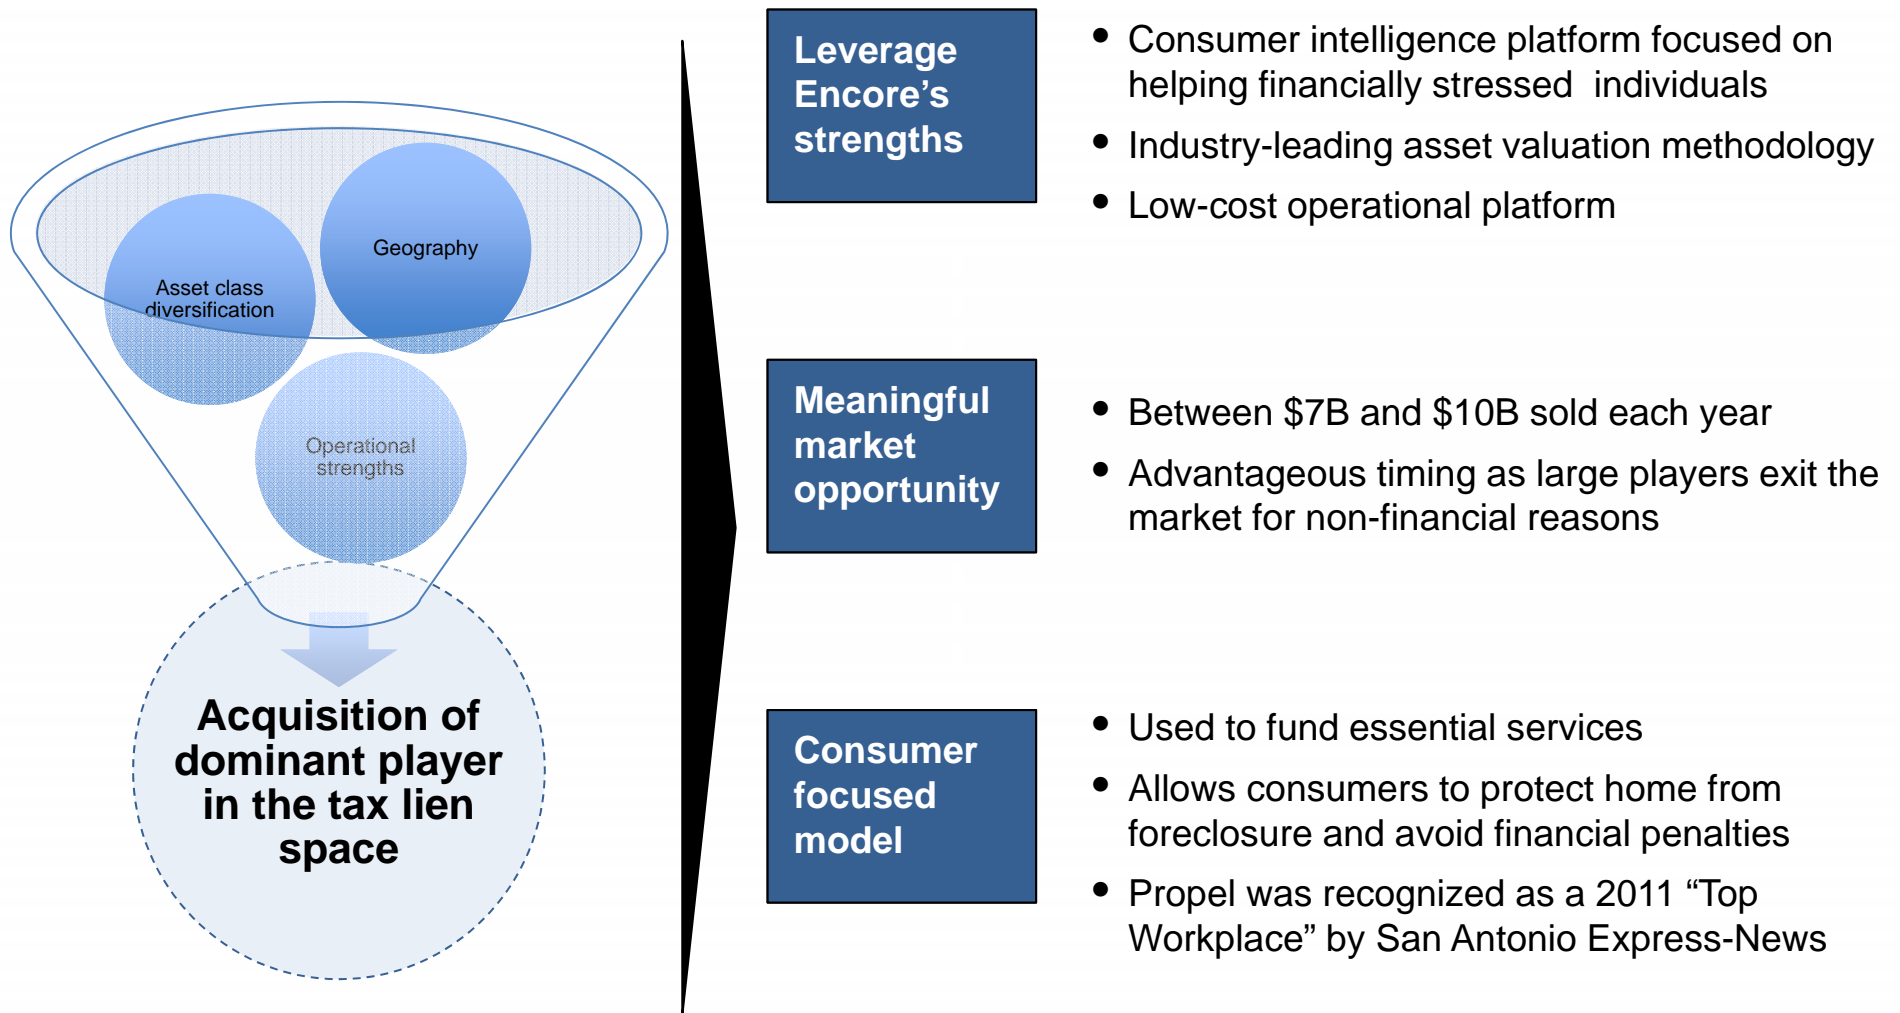 Geography
Asset class
diversification
Operational
strengths
Acquisition of
dominant player
in the tax lien
space
Leverage
Encore’s
strengths
• Consumer intelligence platform focused on
helping financially stressed individuals
• Industry-leading asset valuation methodology
• Low-cost operational platform
Meaningful
market
opportunity
• Between $7B and $10B sold each year
• Advantageous timing as large players exit the
market for non-financial reasons
Consumer
focused
model
• Used to fund essential services
• Allows consumers to protect home from
foreclosure and avoid financial penalties
• Propel was recognized as a 2011 “Top
Workplace” by San Antonio Express-News